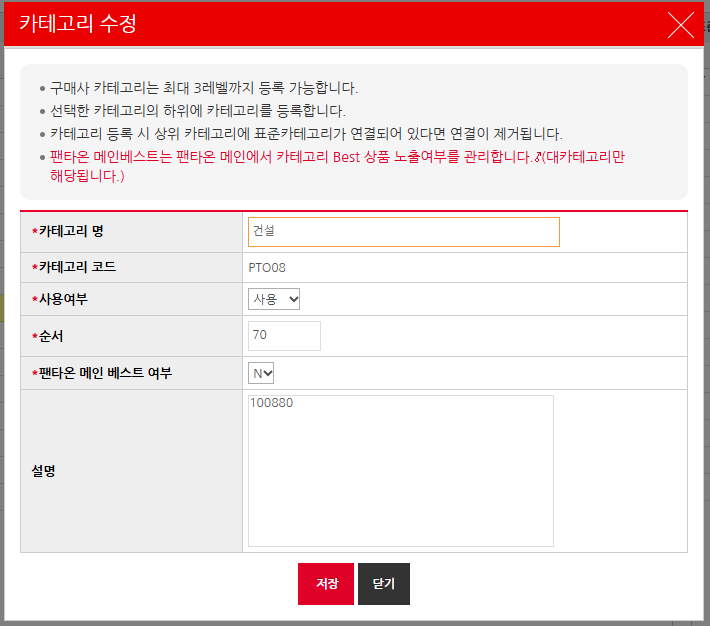 카테고리 수정
구매사 카테고리는 최대 3레벨까지 등록 가능합니다.
선택한 카테고리의 하위에 카테고리를 등록합니다.
카테고리 등록 시 상위 카테고리에 표준카테고리가 연결되어 있다면 연결이 제거됩니다.
팬타온 메인베스트는 팬타온 메인에서 카테고리 Best 상품 노출여부를 관리합니다.(대카테고리만
해당됩니다.)
*카테고리 명 건설
*카테고리 코드 PTO08
*사용여부 사용
*순서 70
*팬타온 메인 베스트 여부 N
설명 100880
저장 닫기